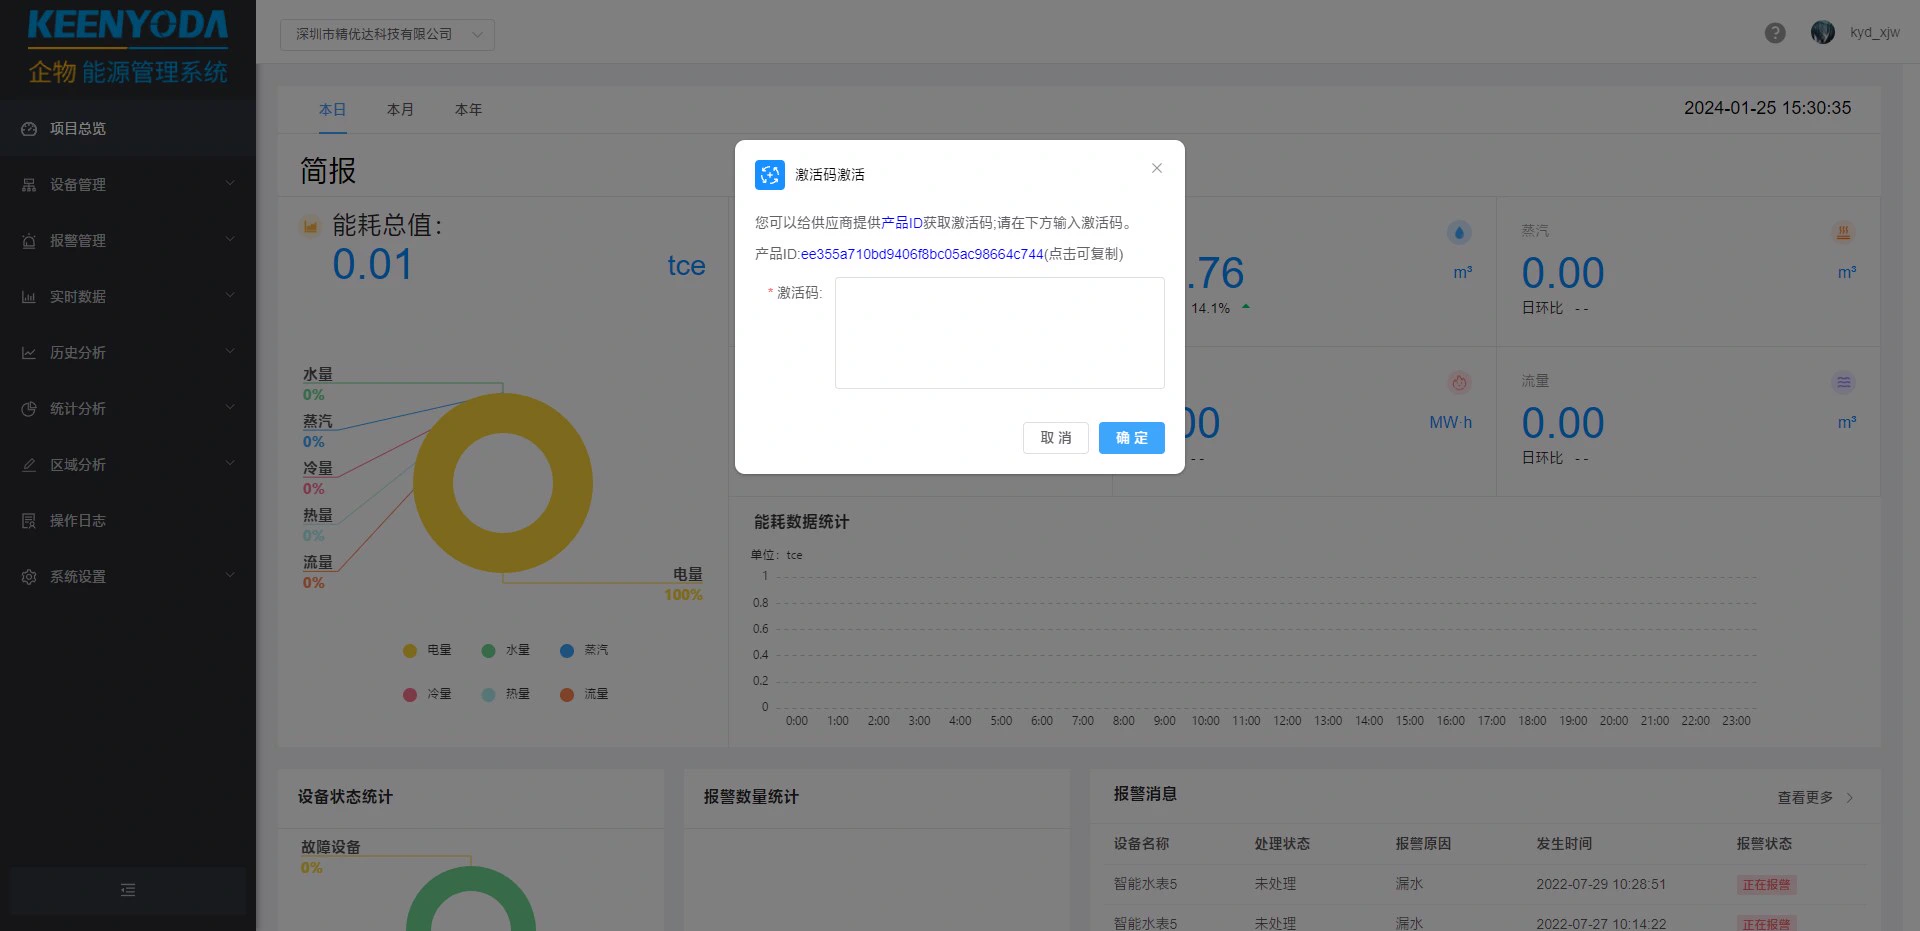 KEENYODA
企物 能源管理系统
项目总览
设备管理
报警管理
实时数据
历史分析
统计分析
区域分析
操作日志
系统设置
深圳市精优达科技有限公司
?
kyd_xjw
本日 本月 本年
2024-01-25 15:30:35
简报
能耗总值：
0.01 tce
水量
0%
蒸汽
0%
冷量
0%
热量
0%
流量
0%
电量
100%
电量 水量 蒸汽
冷量 热量 流量
激活码激活
您可以给供应商提供产品ID获取激活码;请在下方输入激活码。
产品ID:ee355a710bd9406f8bc05ac98664c744(点击可复制)
* 激活码:
取 消 确 定
.76 m³
14.1%
蒸汽
0.00 m³
日环比 - -
00 MW·h
- -
流量
0.00 m³
日环比 - -
能耗数据统计
单位：tce
1
0.8
0.6
0.4
0.2
0
0:00 1:00 2:00 3:00 4:00 5:00 6:00 7:00 8:00 9:00 10:00 11:00 12:00 13:00 14:00 15:00 16:00 17:00 18:00 19:00 20:00 21:00 22:00 23:00
设备状态统计
故障设备
0%
报警数量统计
报警消息
查看更多
设备名称 处理状态 报警原因 发生时间 报警状态
智能水表5 未处理 漏水 2022-07-29 10:28:51 正在报警
智能水表5 未处理 漏水 2022-07-27 10:14:22 正在报警